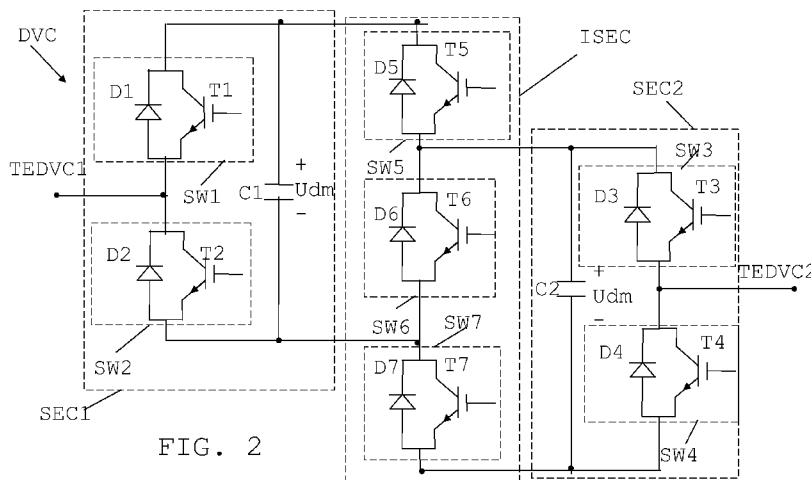 DVC
ISEC
SEC2
D1
T1
D5
T5
SW3
TEDVC1
SW1
C1
+
Udm
-
SW5
D3
T3
D6
T6
D2
T2
TEDVC2
C2
+
Udm
-
SW6
SW7
SW2
D4
T4
D7
T7
SEC1
SW4
FIG. 2